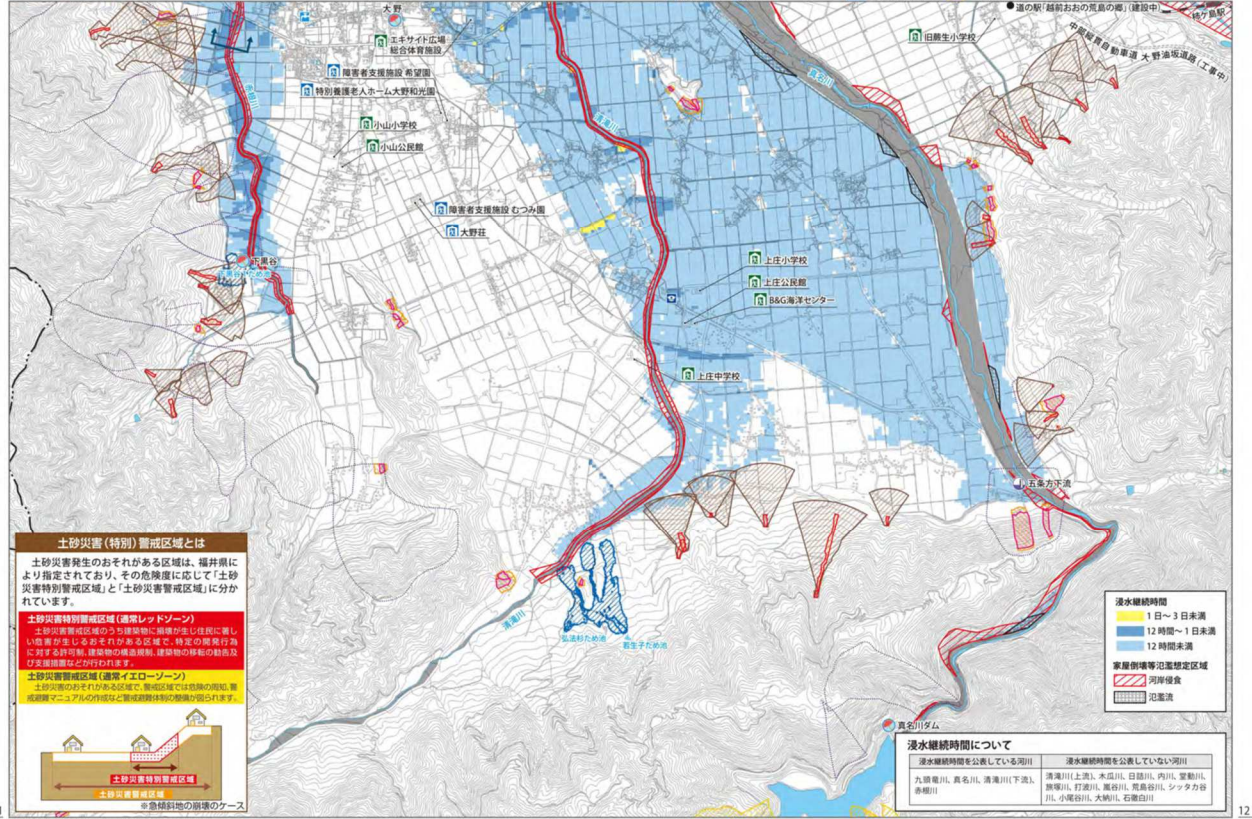 大野
エキサイト広場
総合体育施設
障害者支援施設 希望園
特別養護老人ホーム大野和光園
小山小学校
小山公民館
障害者支援施設 むつみ園
大野荘
下黒谷
清滝川
真名川
道の駅「越前おおの荒島の郷」(建設中)
柿ケ島駅
旧蕨生小学校
中部縦貫自動車道 大野油坂道路(工事中)
上庄小学校
上庄公民館
B&G海洋センター
上庄中学校
五条方下流
弘法杉ため池
若生子ため池
清滝川
真名川ダム
土砂災害(特別)警戒区域とは
土砂災害発生のおそれがある区域は、福井県に
より指定されており、その危険度に応じて「土砂
災害特別警戒区域」と「土砂災害警戒区域」に分か
れています。
土砂災害特別警戒区域(通常レッドゾーン)
土砂災害警戒区域のうち建築物に損壊が生じ住民に著し
い危害が生じるおそれがある区域で、特定の開発行為
に対する許可制、建築物の構造規制、建築物の移転の勧告及
び支援措置などが行われます。
土砂災害警戒区域(通常イエローゾーン)
土砂災害のおそれがある区域で、警戒区域では危険の周知、警
戒避難マニュアルの作成など警戒避難体制の整備が図られます。
土砂災害特別警戒区域
土砂災害警戒区域
※急傾斜地の崩壊のケース
浸水継続時間
1日～3日未満
12時間～1日未満
12時間未満
家屋倒壊等氾濫想定区域
河岸侵食
氾濫流
浸水継続時間について
浸水継続時間を公表している河川
九頭竜川、真名川、清滝川(下流)、
赤根川
浸水継続時間を公表していない河川
清滝川(上流)、木瓜川、日詰川、内川、堂動川、
旅塚川、打波川、嵐谷川、荒島谷川、シッタカ谷
川、小尾谷川、大納川、石徹白川
12